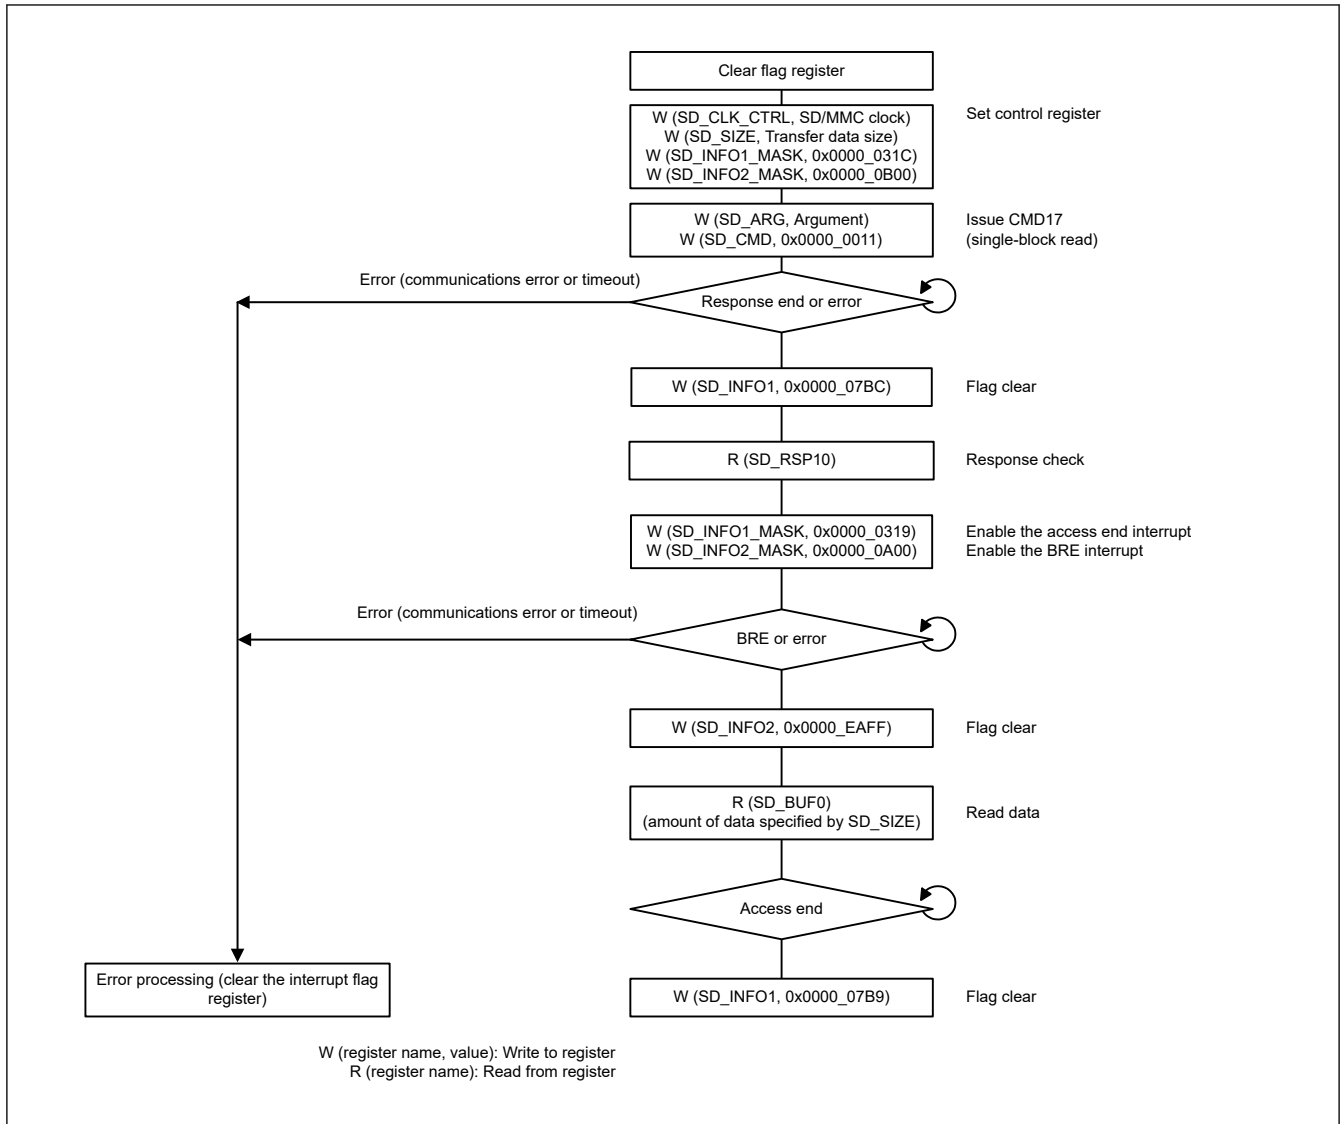 Clear flag register
W (SD_CLK_CTRL, SD/MMC clock)
W (SD_SIZE, Transfer data size)
W (SD_INFO1_MASK, 0x0000_031C)
W (SD_INFO2_MASK, 0x0000_0B00)
Set control register
W (SD_ARG, Argument)
W (SD_CMD, 0x0000_0011)
Issue CMD17
(single-block read)
Error (communications error or timeout)
Response end or error
W (SD_INFO1, 0x0000_07BC)
Flag clear
R (SD_RSP10)
Response check
W (SD_INFO1_MASK, 0x0000_0319)
W (SD_INFO2_MASK, 0x0000_0A00)
Enable the access end interrupt
Enable the BRE interrupt
Error (communications error or timeout)
BRE or error
W (SD_INFO2, 0x0000_EAFF)
Flag clear
R (SD_BUF0)
(amount of data specified by SD_SIZE)
Read data
Access end
Error processing (clear the interrupt flag
register)
W (SD_INFO1, 0x0000_07B9)
Flag clear
W (register name, value): Write to register
R (register name): Read from register